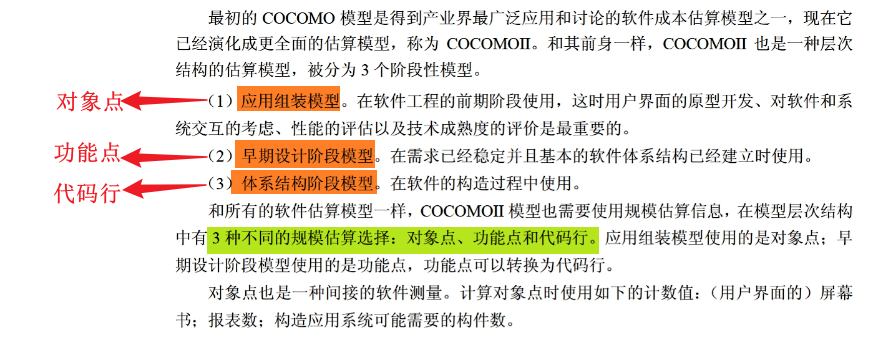 最初的 COCOMO 模型是得到产业界最广泛应用和讨论的软件成本估算模型之一，现在它
已经演化成更全面的估算模型，称为 COCOMOII。和其前身一样，COCOMOII 也是一种层次
结构的估算模型，被分为 3 个阶段性模型。
对象点
（1）应用组装模型。在软件工程的前期阶段使用，这时用户界面的原型开发、对软件和系
统交互的考虑、性能的评估以及技术成熟度的评价是最重要的。
功能点
（2）早期设计阶段模型。在需求已经稳定并且基本的软件体系结构已经建立时使用。
代码行
（3）体系结构阶段模型。在软件的构造过程中使用。
和所有的软件估算模型一样，COCOMOII 模型也需要使用规模估算信息，在模型层次结构
中有 3 种不同的规模估算选择：对象点、功能点和代码行。应用组装模型使用的是对象点；早
期设计阶段模型使用的是功能点，功能点可以转换为代码行。
对象点也是一种间接的软件测量。计算对象点时使用如下的计数值：（用户界面的）屏幕
书；报表数；构造应用系统可能需要的构件数。